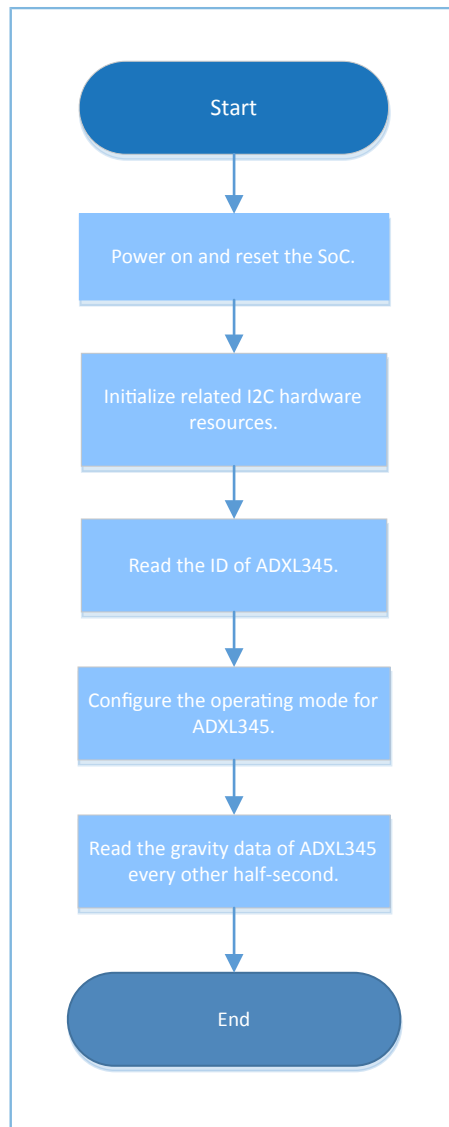 Start
Power on and reset the SoC.
Initialize related I2C hardware
resources.
Read the ID of ADXL345.
Configure the operating mode for
ADXL345.
Read the gravity data of ADXL345
every other half-second.
End